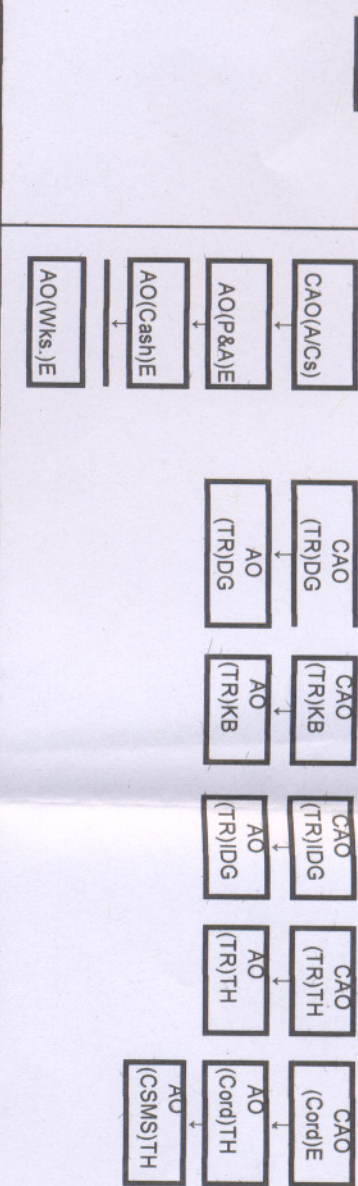 CAO(A/Cs)
AO(P&A)E
AO(Cash)E
AO(Wks.)E
CAO
(TR)DG
AO
(TR)DG
CAO
(TR)KB
AO
(TR)KB
CAO
(TR)IDG
AO
(TR)IDG
CAO
(TR)TH
AO
(TR)TH
CAO
(Cord)E
AO
(Cord)TH
AO
(CSMS)TH